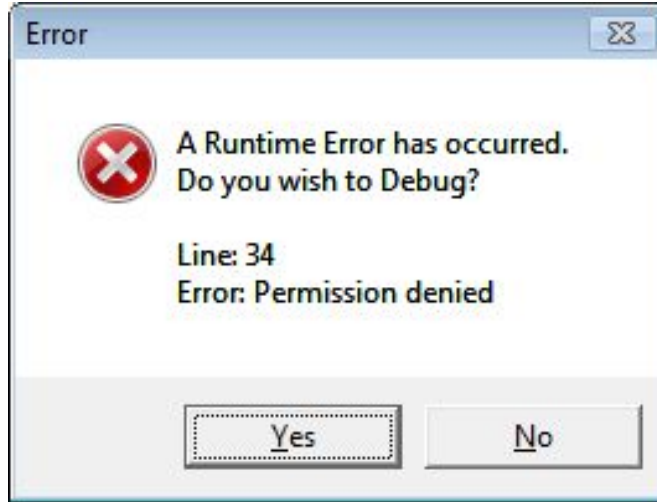 Error
A Runtime Error has occurred.
Do you wish to Debug?
Line: 34
Error: Permission denied
Yes
No